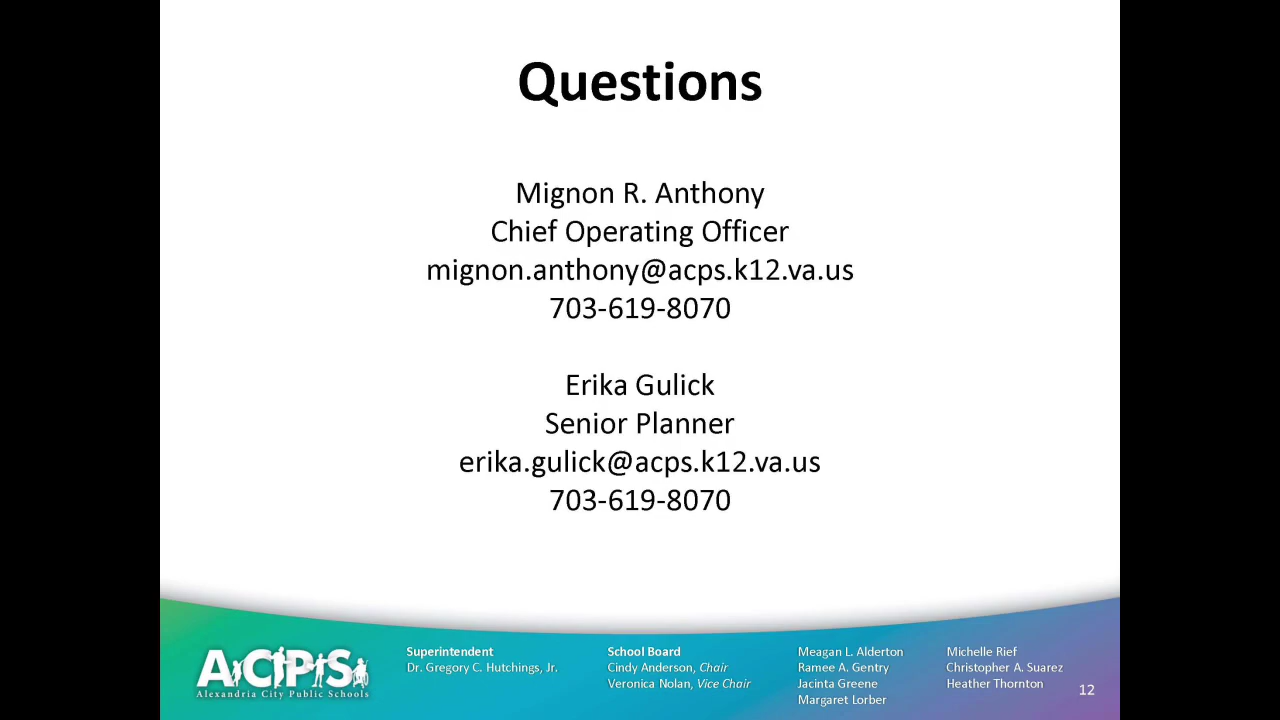 Questions
Mignon R. Anthony
Chief Operating Officer
mignon.anthony@acps.k12.va.us
703-619-8070
Erika Gulick
Senior Planner
erika.gulick@acps.k12.va.us
703-619-8070
ACPS
Alexandria City Public Schools
Superintendent
Dr. Gregory C. Hutchings, Jr.
School Board
Cindy Anderson, Chair
Veronica Nolan, Vice Chair
Meagan L. Alderton
Ramee A. Gentry
Jacinta Greene
Margaret Lorber
Michelle Rief
Christopher A. Suarez
Heather Thornton
12